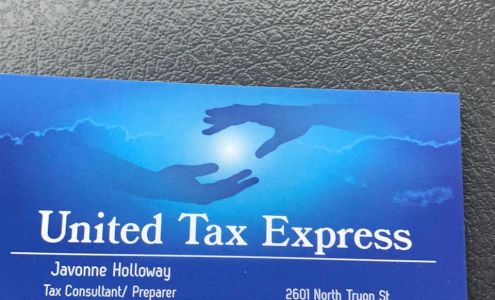 United Tax Express
Javonne Holloway
Tax Consultant/ Preparer
2601 North Tryon St